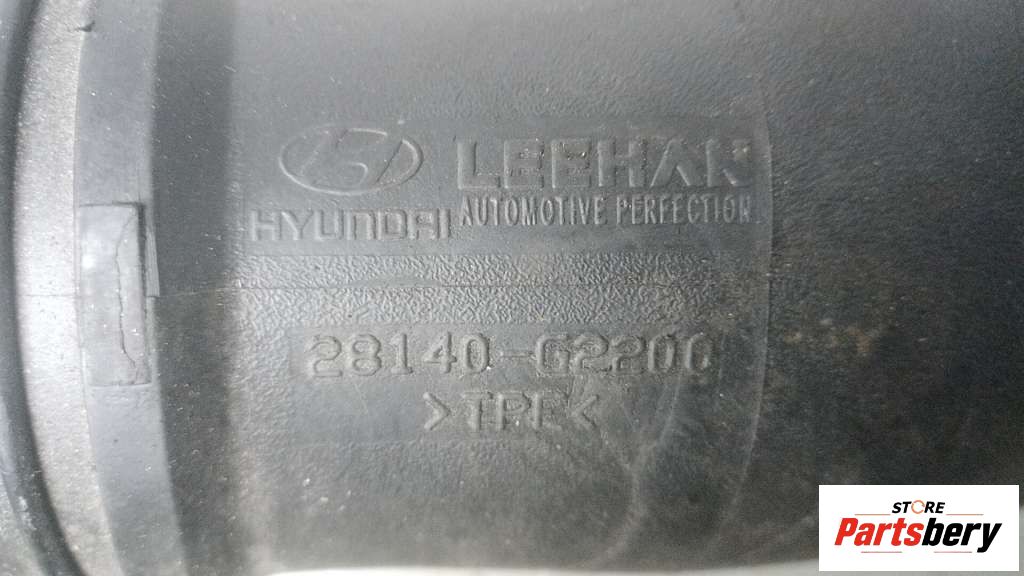 LEEHAN
HYUNDAI AUTOMOTIVE PERFECTION
28140-G2200
>TPE<
STORE
Partsbery